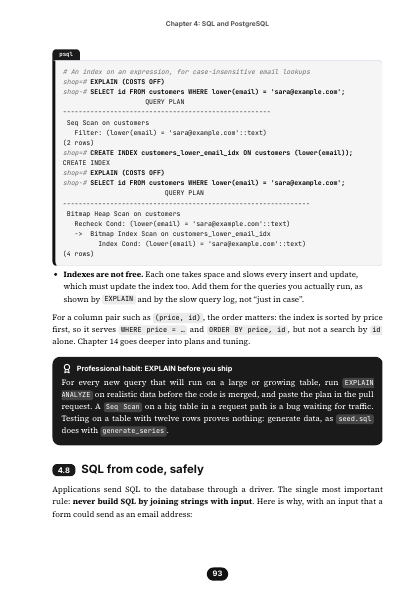 Chapter 4: SQL and PostgreSQL
psql
# An index on an expression, for case-insensitive email lookups
shop=# EXPLAIN (COSTS OFF)
shop-# SELECT id FROM customers WHERE lower(email) = 'sara@example.com';
QUERY PLAN
-----------------------------------------------------
Seq Scan on customers
Filter: (lower(email) = 'sara@example.com'::text)
(2 rows)
shop=# CREATE INDEX customers_lower_email_idx ON customers (lower(email));
CREATE INDEX
shop=# EXPLAIN (COSTS OFF)
shop-# SELECT id FROM customers WHERE lower(email) = 'sara@example.com';
QUERY PLAN
---------------------------------------------------------------
Bitmap Heap Scan on customers
Recheck Cond: (lower(email) = 'sara@example.com'::text)
-> Bitmap Index Scan on customers_lower_email_idx
Index Cond: (lower(email) = 'sara@example.com'::text)
(4 rows)
• Indexes are not free. Each one takes space and slows every insert and update,
which must update the index too. Add them for the queries you actually run, as
shown by EXPLAIN and by the slow query log, not “just in case”.
For a column pair such as (price, id), the order matters: the index is sorted by price
first, so it serves WHERE price = … and ORDER BY price, id, but not a search by id
alone. Chapter 14 goes deeper into plans and tuning.
Professional habit: EXPLAIN before you ship
For every new query that will run on a large or growing table, run EXPLAIN
ANALYZE on realistic data before the code is merged, and paste the plan in the pull
request. A Seq Scan on a big table in a request path is a bug waiting for traffic.
Testing on a table with twelve rows proves nothing: generate data, as seed.sql
does with generate_series.
4.8 SQL from code, safely
Applications send SQL to the database through a driver. The single most important
rule: never build SQL by joining strings with input. Here is why, with an input that a
form could send as an email address:
93